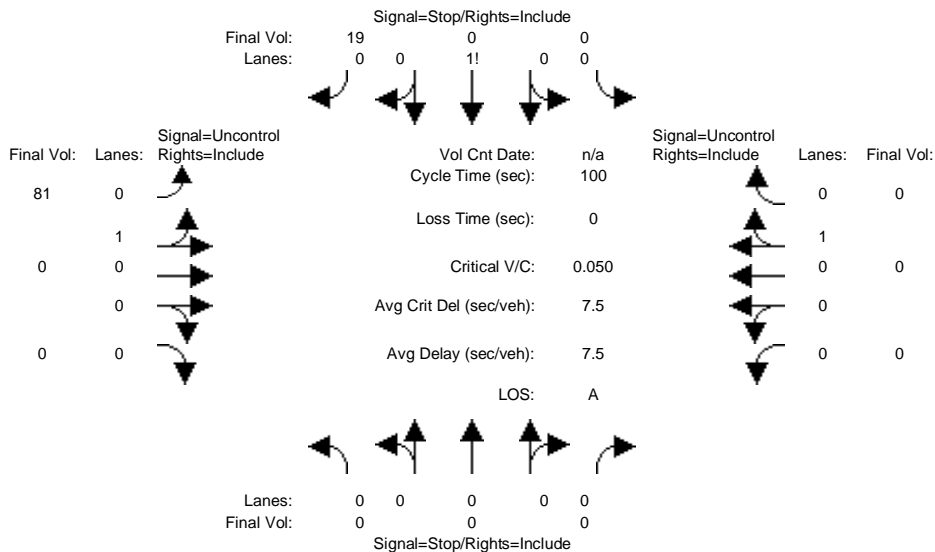 Signal=Stop/Rights=Include
Final Vol: 19 0 0
Lanes: 0 0 1! 0 0
Signal=Uncontrol
Final Vol: Lanes: Rights=Include
Vol Cnt Date: n/a
Signal=Uncontrol
Rights=Include Lanes: Final Vol:
Cycle Time (sec): 100
81 0
0 0
Loss Time (sec): 0
1
1
0 0
Critical V/C: 0.050
0 0
0
Avg Crit Del (sec/veh): 7.5
0
0 0
Avg Delay (sec/veh): 7.5
0 0
LOS: A
Lanes: 0 0 0 0 0
Final Vol: 0 0 0
Signal=Stop/Rights=Include